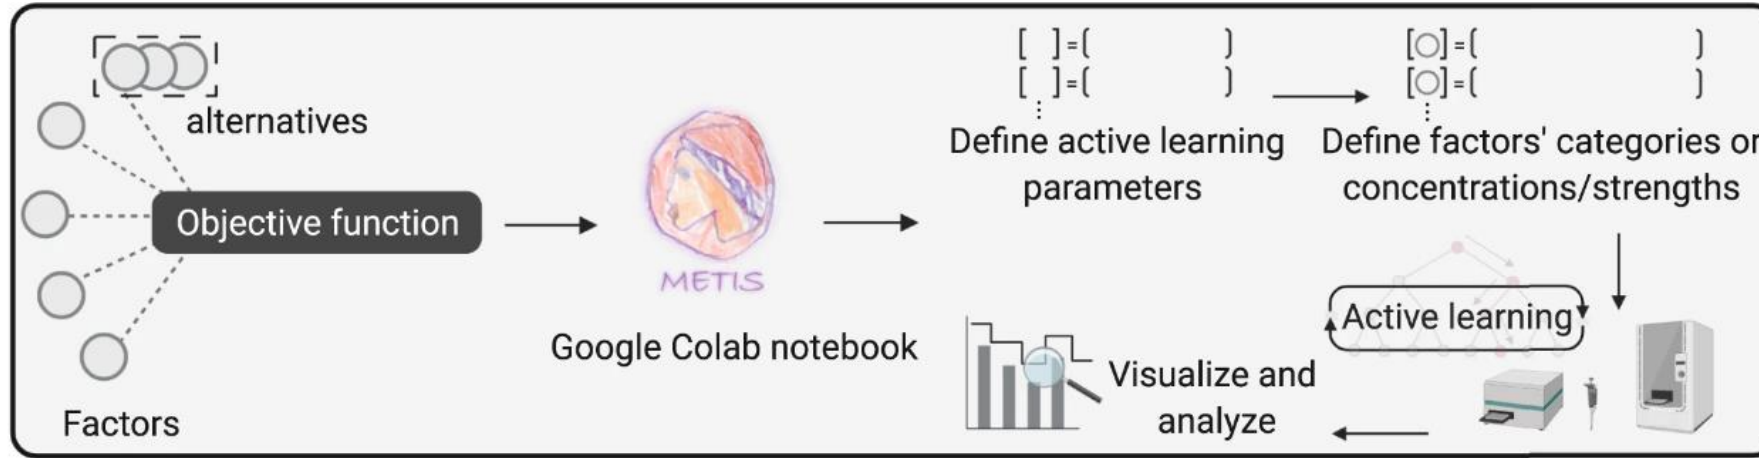 alternatives
Objective function
Factors
METIS
Google Colab notebook
[ ]=( )
[ ]=( )
Define active learning
parameters
[○]=( )
[○]=( )
Define factors' categories or
concentrations/strengths
Active learning
Visualize and
analyze